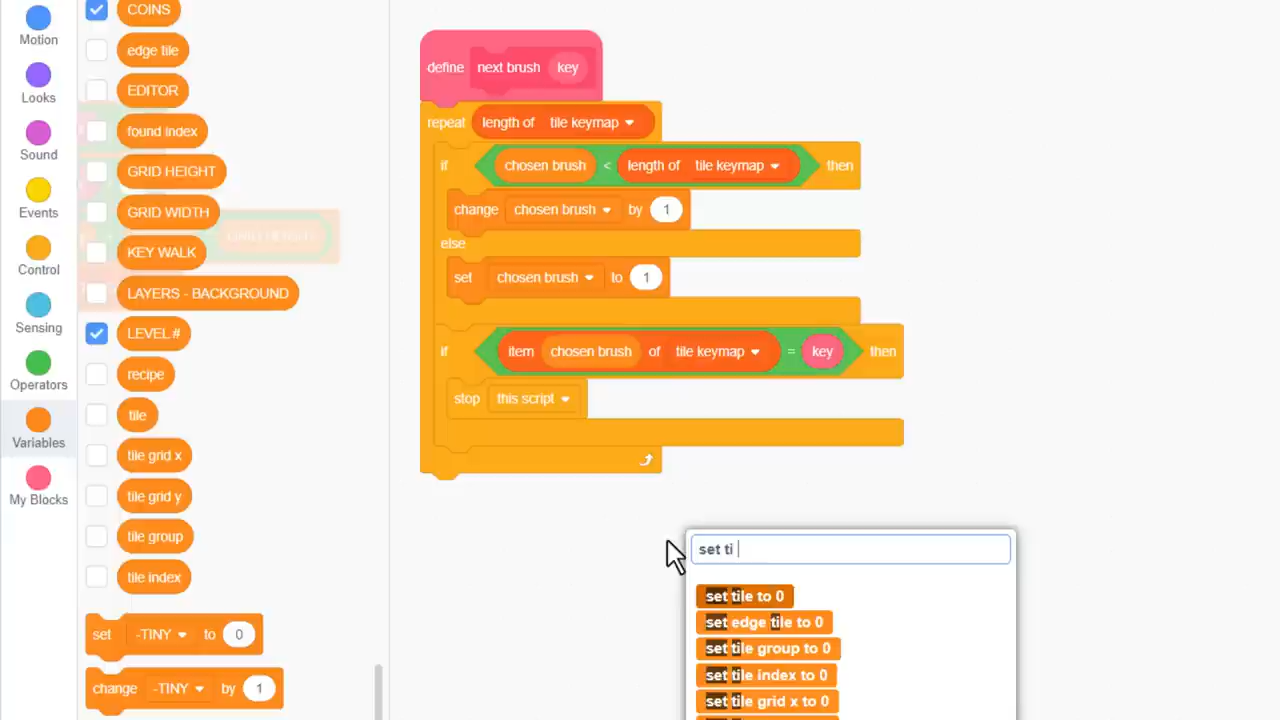 Motion
Looks
Sound
Events
Control
Sensing
Operators
Variables
My Blocks
COINS
edge tile
EDITOR
found index
GRID HEIGHT
GRID WIDTH
KEY WALK
LAYERS - BACKGROUND
LEVEL #
recipe
tile
tile grid x
tile grid y
tile group
tile index
set -TINY to 0
change -TINY by 1
define next brush key
repeat length of tile keymap
if chosen brush < length of tile keymap then
change chosen brush by 1
else
set chosen brush to 1
if item chosen brush of tile keymap = key then
stop this script
set ti
set tile to 0
set edge tile to 0
set tile group to 0
set tile index to 0
set tile grid x to 0